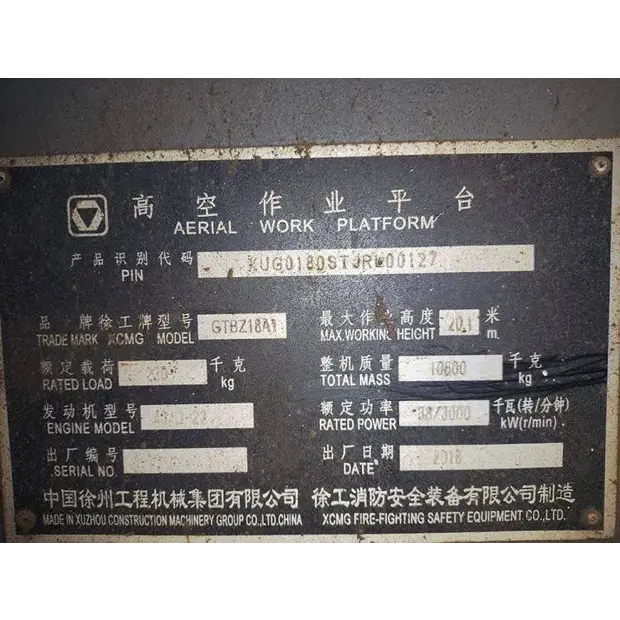 高空作业平台
AERIAL WORK PLATFORM
产品识别代码
PIN XUG0180STJRW00127
品牌徐工牌型号 GTBZ18A1
TRADE MARK XCMG MODEL
最大作业高度 20.1 米
MAX.WORKING HEIGHT m.
额定载荷 千克
RATED LOAD kg
整机质量 10600 千克
TOTAL MASS kg
发动机型号
ENGINE MODEL
额定功率 38/3000 千瓦(转/分钟)
RATED POWER kW(r/min)
出厂编号
SERIAL NO.
出厂日期 2018
DATE
中国徐州工程机械集团有限公司 徐工消防安全装备有限公司制造
MADE IN XUZHOU CONSTRUCTION MACHINERY GROUP CO.,LTD.CHINA XCMG FIRE-FIGHTING SAFETY EQUIPMENT CO.,LTD.